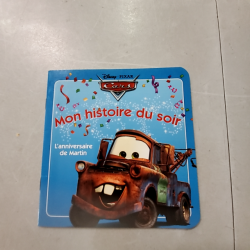 Disney · PIXAR
Cars
Mon histoire du soir
L'anniversaire
de Martin